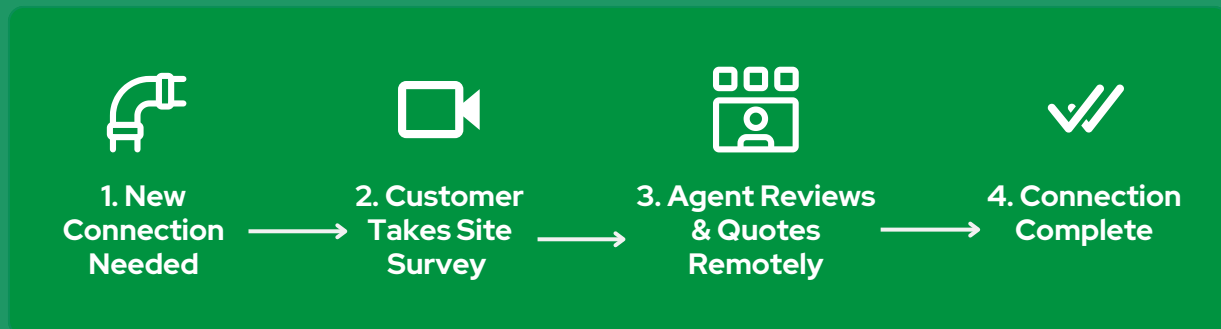 1. New
Connection
Needed
2. Customer
Takes Site
Survey
3. Agent Reviews
& Quotes
Remotely
4. Connection
Complete